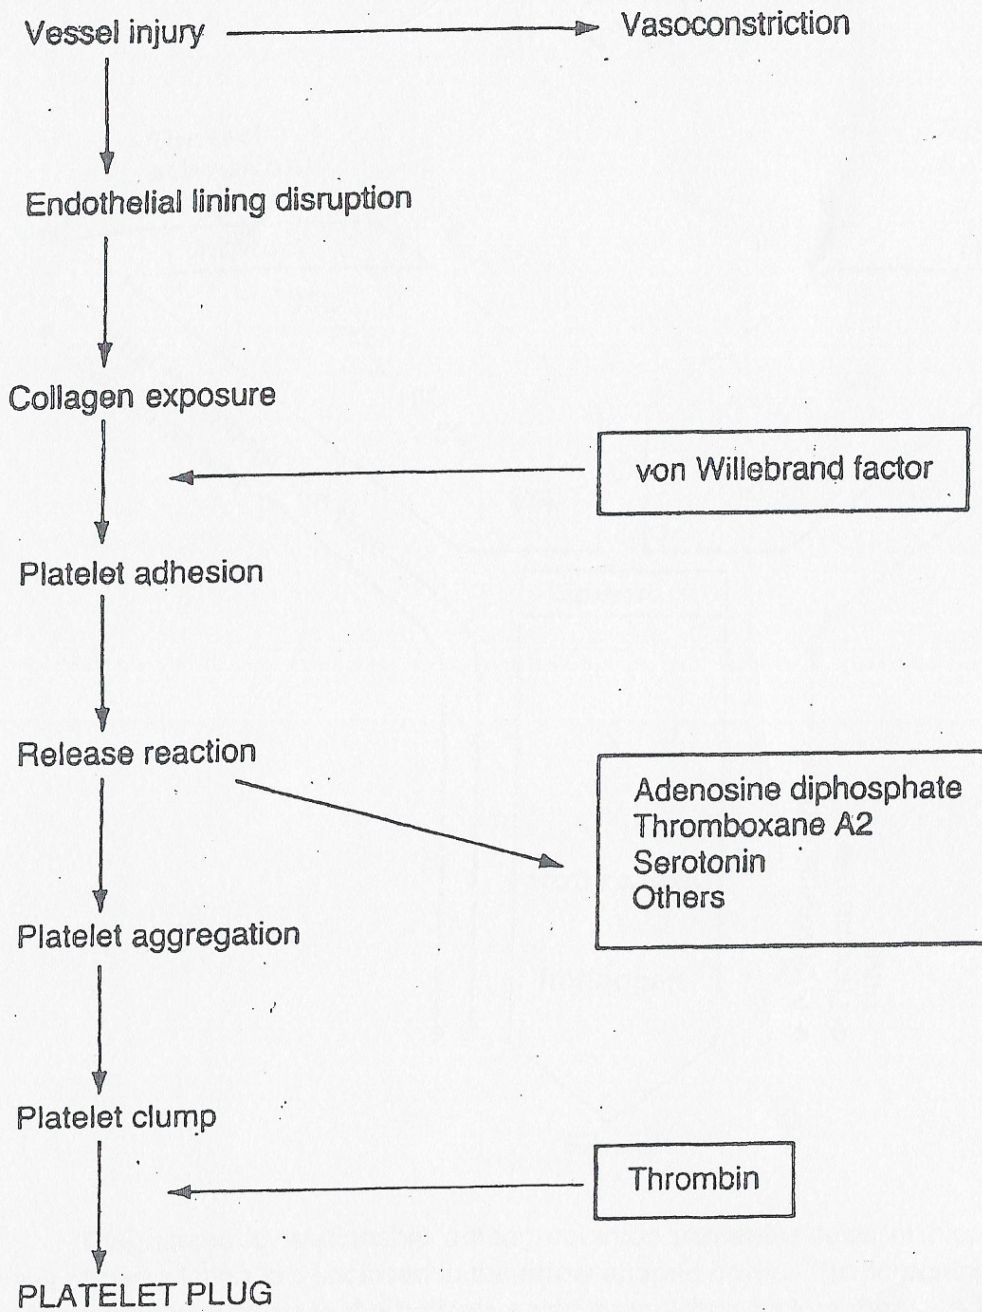 Vessel injury
Vasoconstriction
Endothelial lining disruption
Collagen exposure
von Willebrand factor
Platelet adhesion
Release reaction
Adenosine diphosphate
Thromboxane A2
Serotonin
Others
Platelet aggregation
Platelet clump
Thrombin
PLATELET PLUG